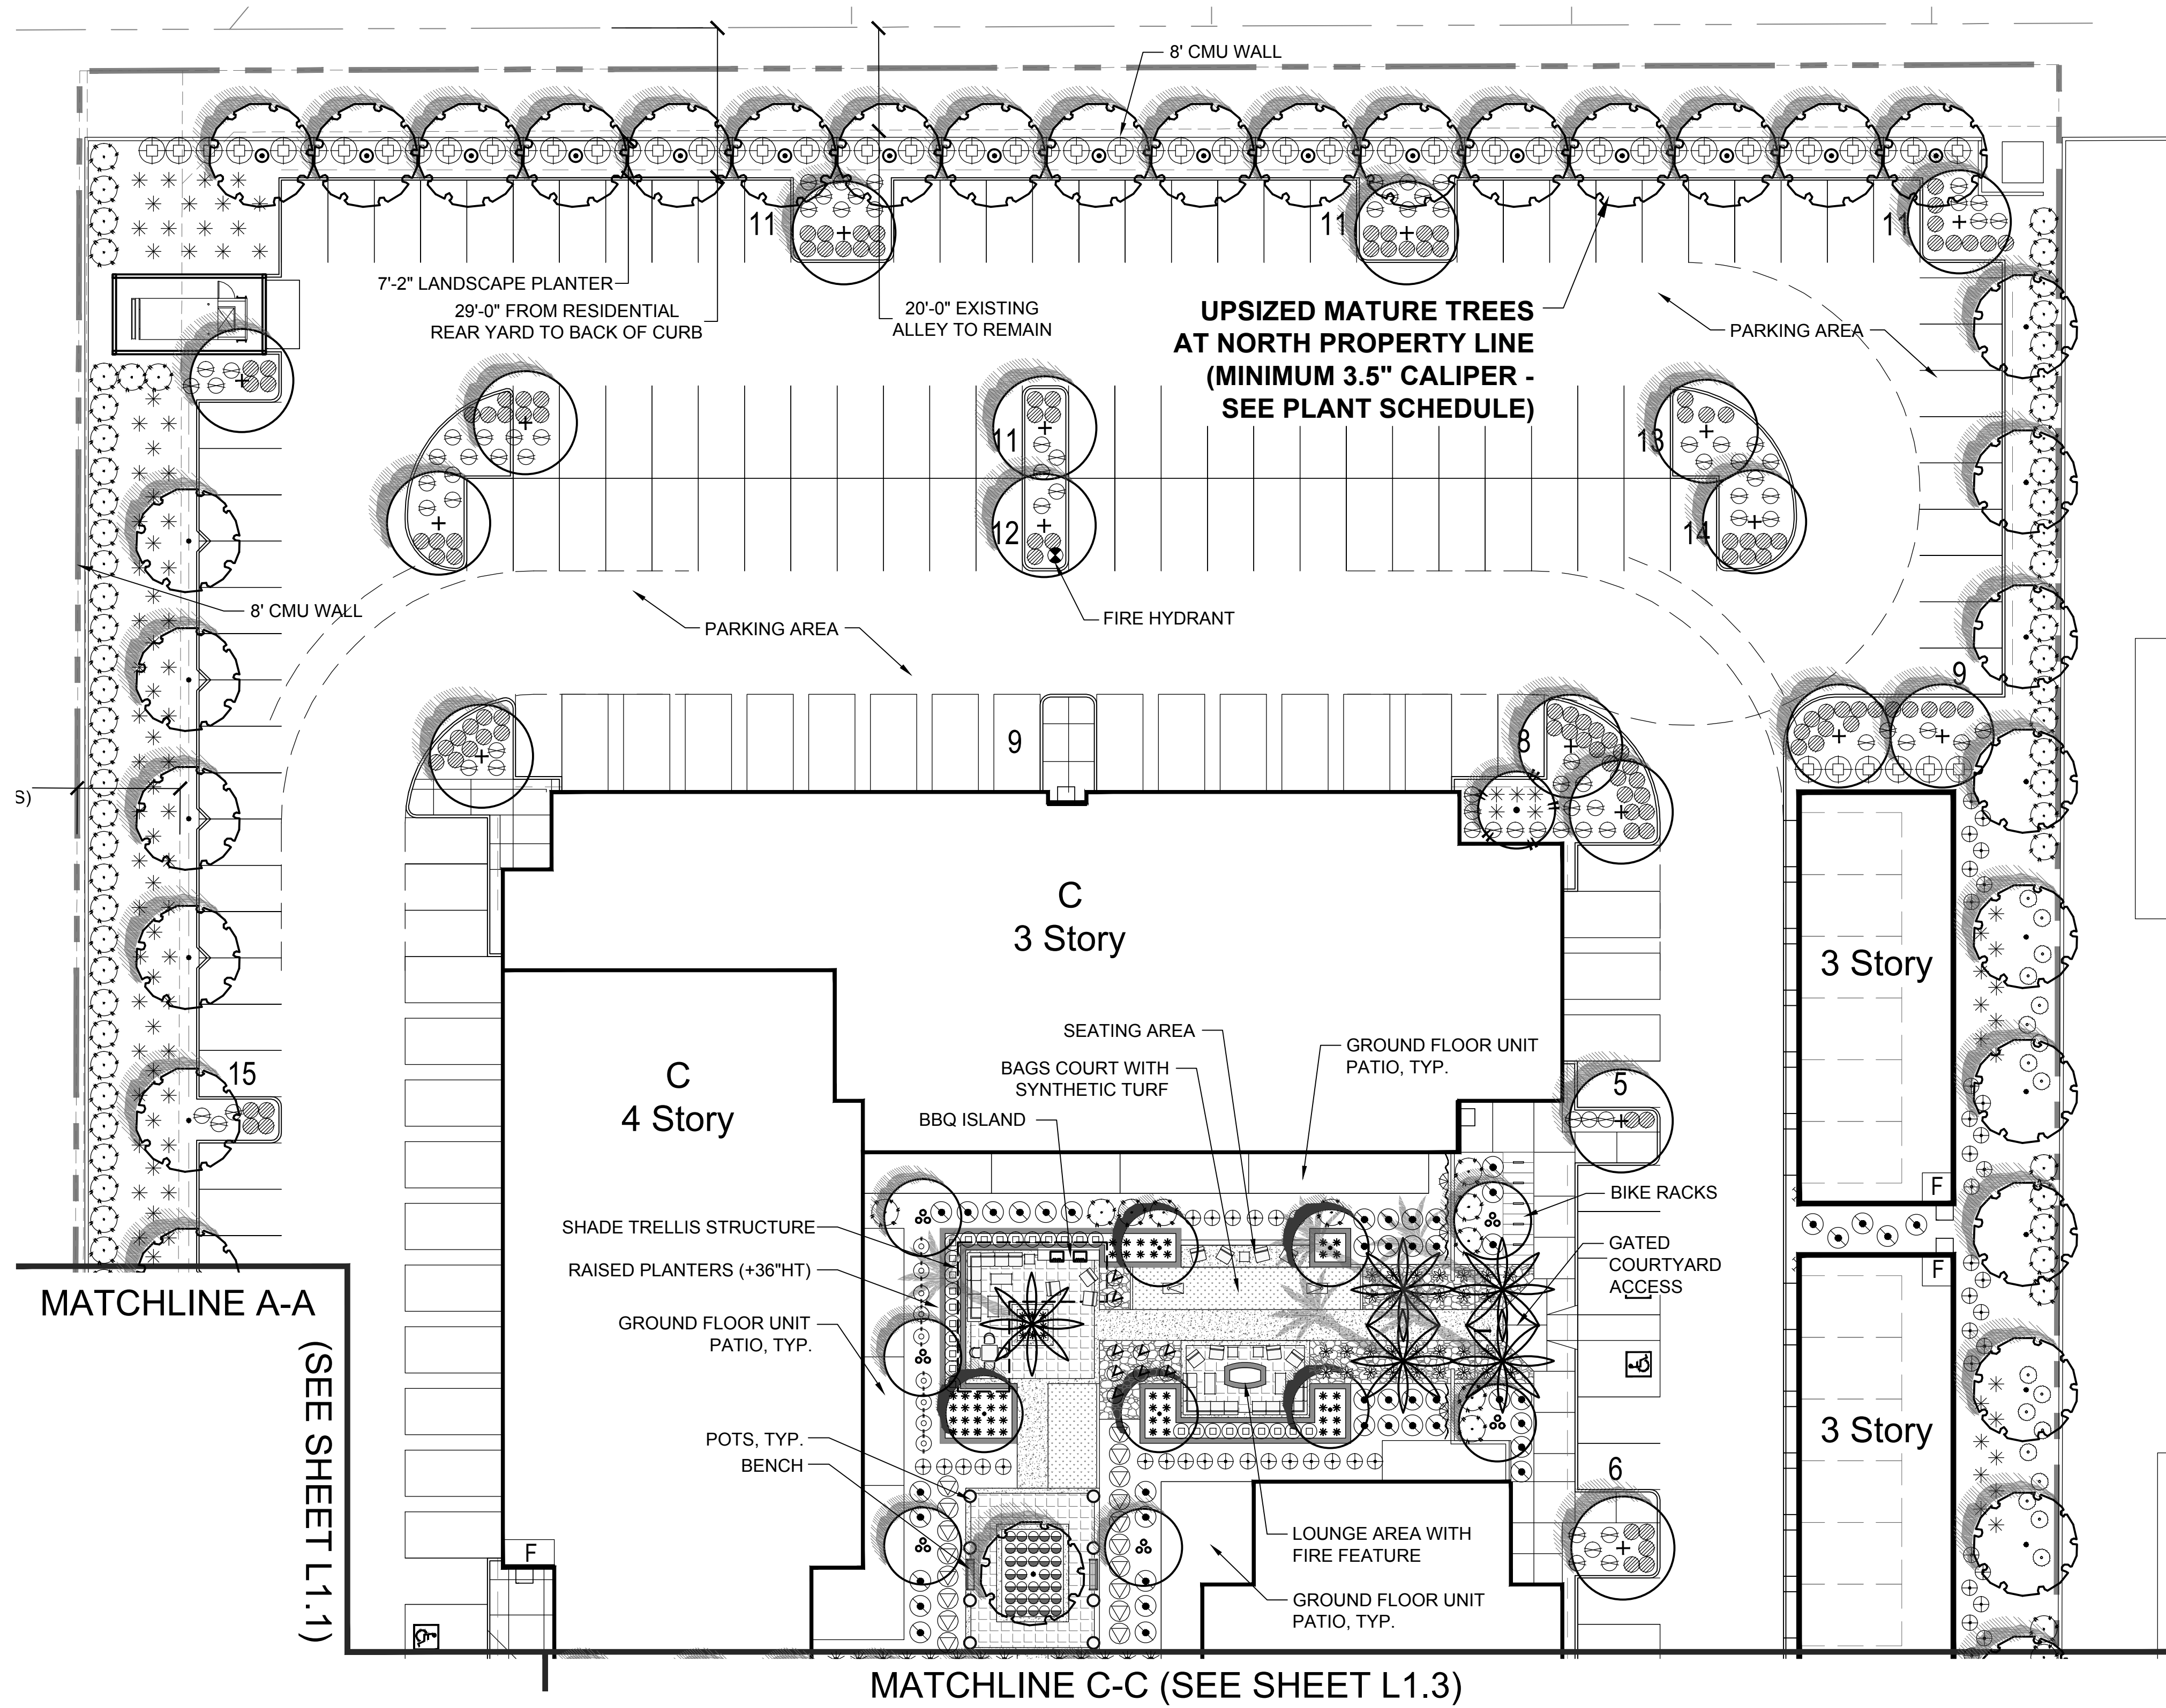 8' CMU WALL
11
11
11
7'-2" LANDSCAPE PLANTER
29'-0" FROM RESIDENTIAL
REAR YARD TO BACK OF CURB
20'-0" EXISTING
ALLEY TO REMAIN
UPSIZED MATURE TREES
AT NORTH PROPERTY LINE
(MINIMUM 3.5" CALIPER -
SEE PLANT SCHEDULE)
PARKING AREA
11
13
12
14
8' CMU WALL
PARKING AREA
FIRE HYDRANT
9
9
8
S)
C
3 Story
3 Story
C
4 Story
SEATING AREA
BAGS COURT WITH
SYNTHETIC TURF
BBQ ISLAND
GROUND FLOOR UNIT
PATIO, TYP.
15
5
SHADE TRELLIS STRUCTURE
RAISED PLANTERS (+36"HT)
GROUND FLOOR UNIT
PATIO, TYP.
BIKE RACKS
GATED
COURTYARD
ACCESS
F
F
MATCHLINE A-A
(SEE SHEET L1.1)
POTS, TYP.
BENCH
3 Story
6
F
LOUNGE AREA WITH
FIRE FEATURE
GROUND FLOOR UNIT
PATIO, TYP.
MATCHLINE C-C (SEE SHEET L1.3)